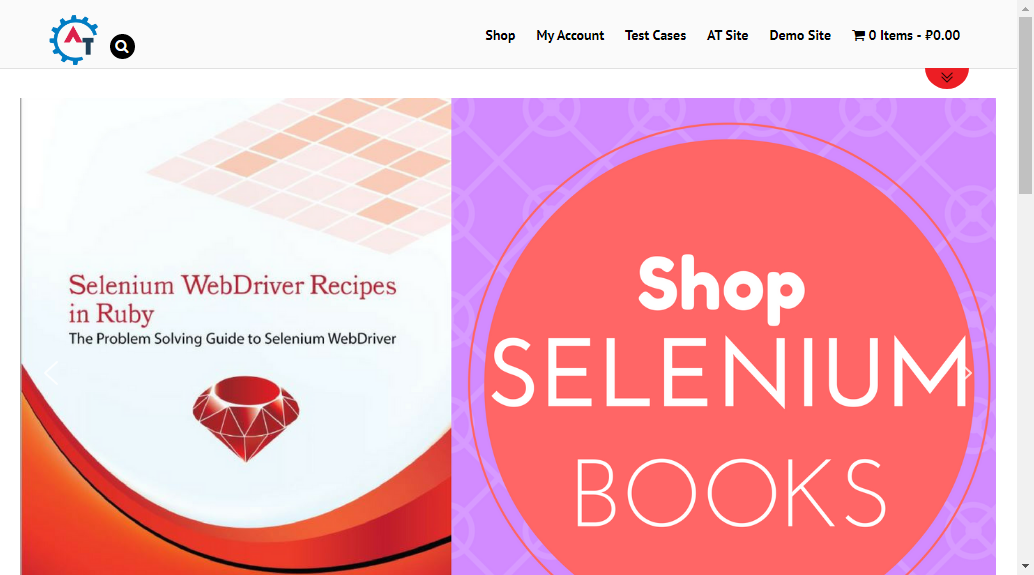 AT
Shop My Account Test Cases AT Site Demo Site 0 Items - ₽0.00
Selenium WebDriver Recipes
in Ruby
The Problem Solving Guide to Selenium WebDriver
Shop
SELENIUM
BOOKS